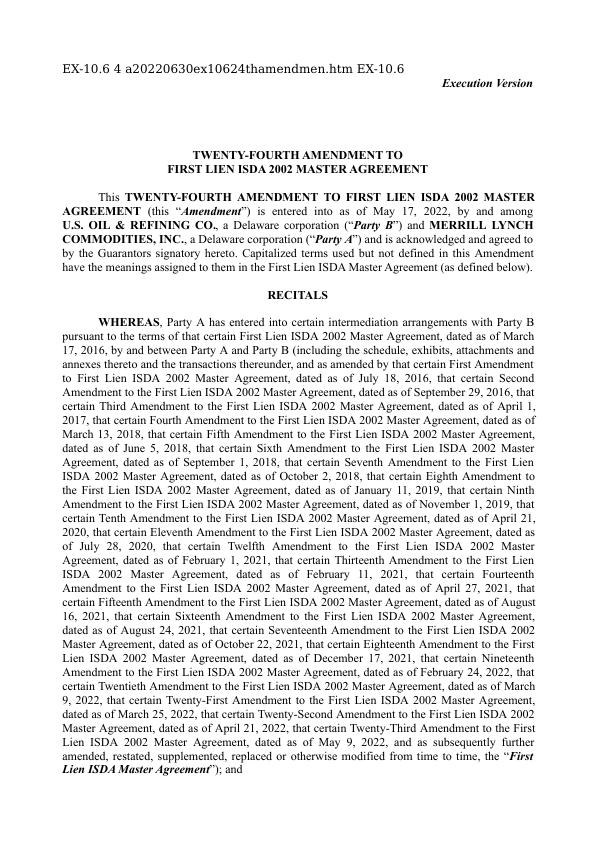 EX-10.6 4 a20220630ex10624thamendmen.htm EX-10.6
Execution Version
TWENTY-FOURTH AMENDMENT TO
FIRST LIEN ISDA 2002 MASTER AGREEMENT
This TWENTY-FOURTH AMENDMENT TO FIRST LIEN ISDA 2002 MASTER
AGREEMENT (this “Amendment”) is entered into as of May 17, 2022, by and among
U.S. OIL & REFINING CO., a Delaware corporation (“Party B”) and MERRILL LYNCH
COMMODITIES, INC., a Delaware corporation (“Party A”) and is acknowledged and agreed to
by the Guarantors signatory hereto. Capitalized terms used but not defined in this Amendment
have the meanings assigned to them in the First Lien ISDA Master Agreement (as defined below).
RECITALS
WHEREAS, Party A has entered into certain intermediation arrangements with Party B
pursuant to the terms of that certain First Lien ISDA 2002 Master Agreement, dated as of March
17, 2016, by and between Party A and Party B (including the schedule, exhibits, attachments and
annexes thereto and the transactions thereunder, and as amended by that certain First Amendment
to First Lien ISDA 2002 Master Agreement, dated as of July 18, 2016, that certain Second
Amendment to the First Lien ISDA 2002 Master Agreement, dated as of September 29, 2016, that
certain Third Amendment to the First Lien ISDA 2002 Master Agreement, dated as of April 1,
2017, that certain Fourth Amendment to the First Lien ISDA 2002 Master Agreement, dated as of
March 13, 2018, that certain Fifth Amendment to the First Lien ISDA 2002 Master Agreement,
dated as of June 5, 2018, that certain Sixth Amendment to the First Lien ISDA 2002 Master
Agreement, dated as of September 1, 2018, that certain Seventh Amendment to the First Lien
ISDA 2002 Master Agreement, dated as of October 2, 2018, that certain Eighth Amendment to
the First Lien ISDA 2002 Master Agreement, dated as of January 11, 2019, that certain Ninth
Amendment to the First Lien ISDA 2002 Master Agreement, dated as of November 1, 2019, that
certain Tenth Amendment to the First Lien ISDA 2002 Master Agreement, dated as of April 21,
2020, that certain Eleventh Amendment to the First Lien ISDA 2002 Master Agreement, dated as
of July 28, 2020, that certain Twelfth Amendment to the First Lien ISDA 2002 Master
Agreement, dated as of February 1, 2021, that certain Thirteenth Amendment to the First Lien
ISDA 2002 Master Agreement, dated as of February 11, 2021, that certain Fourteenth
Amendment to the First Lien ISDA 2002 Master Agreement, dated as of April 27, 2021, that
certain Fifteenth Amendment to the First Lien ISDA 2002 Master Agreement, dated as of August
16, 2021, that certain Sixteenth Amendment to the First Lien ISDA 2002 Master Agreement,
dated as of August 24, 2021, that certain Seventeenth Amendment to the First Lien ISDA 2002
Master Agreement, dated as of October 22, 2021, that certain Eighteenth Amendment to the First
Lien ISDA 2002 Master Agreement, dated as of December 17, 2021, that certain Nineteenth
Amendment to the First Lien ISDA 2002 Master Agreement, dated as of February 24, 2022, that
certain Twentieth Amendment to the First Lien ISDA 2002 Master Agreement, dated as of March
9, 2022, that certain Twenty-First Amendment to the First Lien ISDA 2002 Master Agreement,
dated as of March 25, 2022, that certain Twenty-Second Amendment to the First Lien ISDA 2002
Master Agreement, dated as of April 21, 2022, that certain Twenty-Third Amendment to the First
Lien ISDA 2002 Master Agreement, dated as of May 9, 2022, and as subsequently further
amended, restated, supplemented, replaced or otherwise modified from time to time, the “First
Lien ISDA Master Agreement”); and